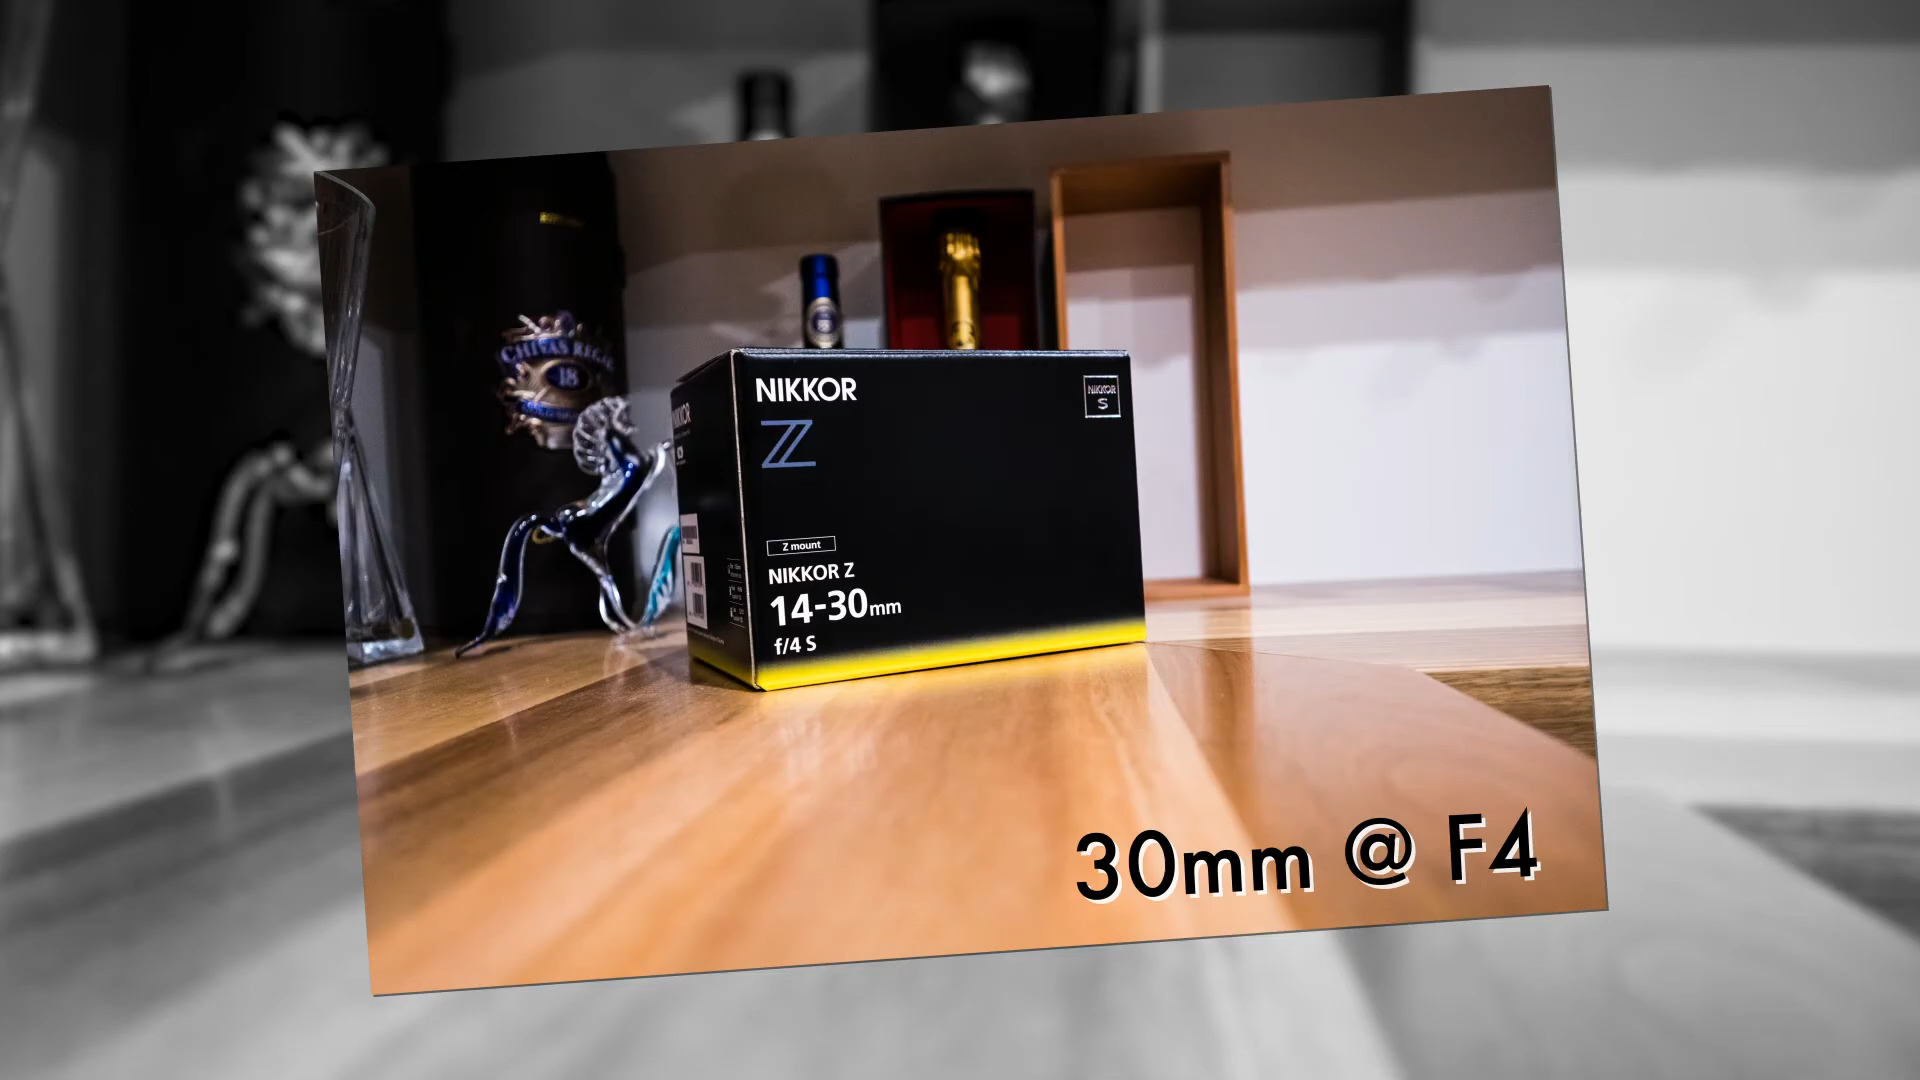 CHIVAS REGAL
18
NIKKOR
Z
NIKKOR
S
Z mount
NIKKOR Z
14-30mm
f/4 S
30mm @ F4